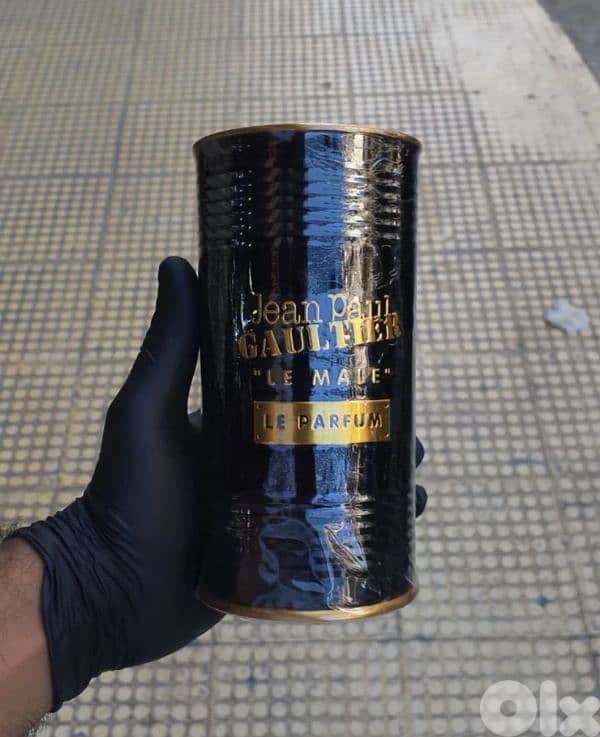 Jean Paul
GAULTIER
"LE MALE"
LE PARFUM
Olx